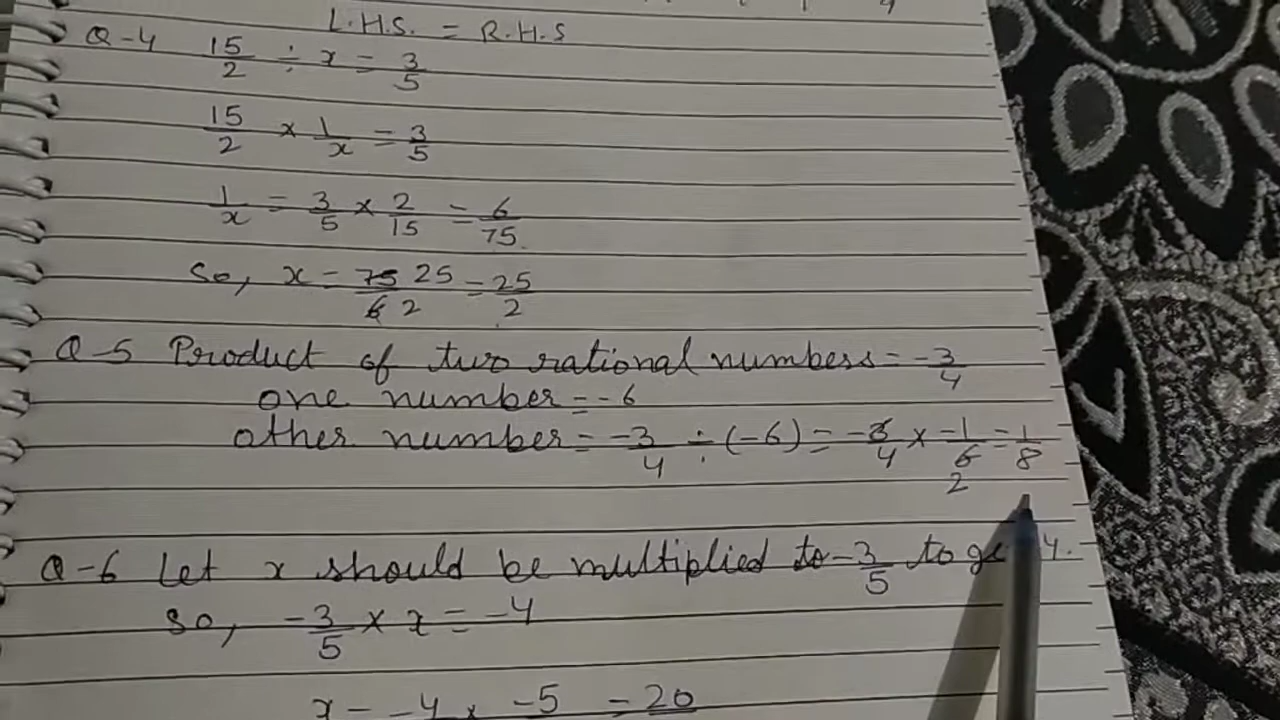 L.H.S. = R.H.S
Q-4 15/2 ÷ x = 3/5
15/2 × 1/x = 3/5
1/x = 3/5 × 2/15 = 6/75
So, x = 75 25/6 2 = 25/2
Q-5 Product of two rational numbers = -3/4
one number = -6
other number = -3/4 ÷ (-6) = -3/4 × -1/6 = 1/8
2
Q-6 Let x should be multiplied to -3/5 to 4.
So, -3/5 × x = -4
x = -4 × -5 = 20